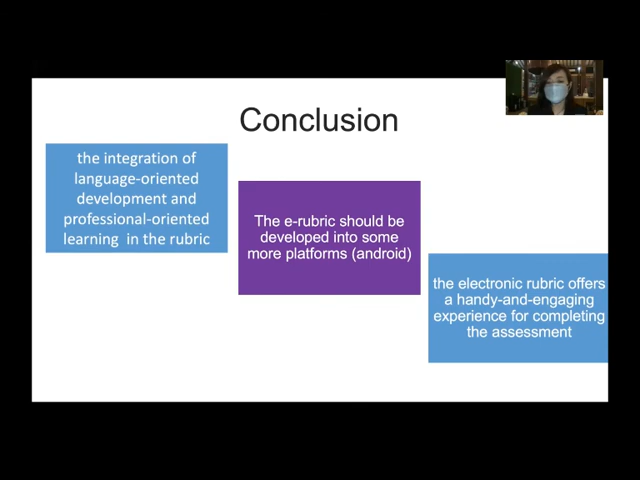 Conclusion
the integration of
language-oriented
development and
professional-oriented
learning in the rubric
The e-rubric should be
developed into some
more platforms (android)
the electronic rubric offers
a handy-and-engaging
experience for completing
the assessment